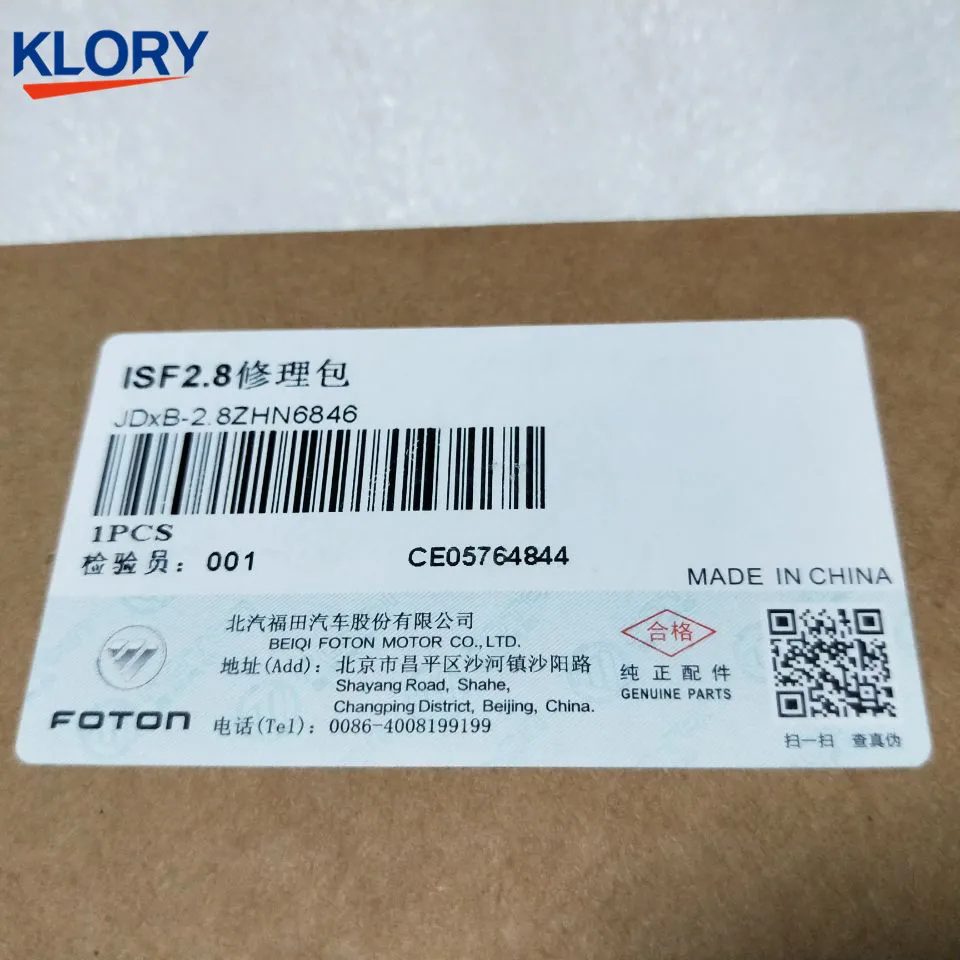 KLORY
ISF2.8修理包
JDxB-2.8ZHN6846
1PCS
检验员: 001 CE05764844
MADE IN CHINA
北汽福田汽车股份有限公司
BEIQI FOTON MOTOR CO.,LTD.
地址(Add): 北京市昌平区沙河镇沙阳路
Shayang Road, Shahe,
Changping District, Beijing, China.
电话(Tel): 0086-4008199199
FOTON
合格
纯正配件
GENUINE PARTS
扫一扫 查真伪